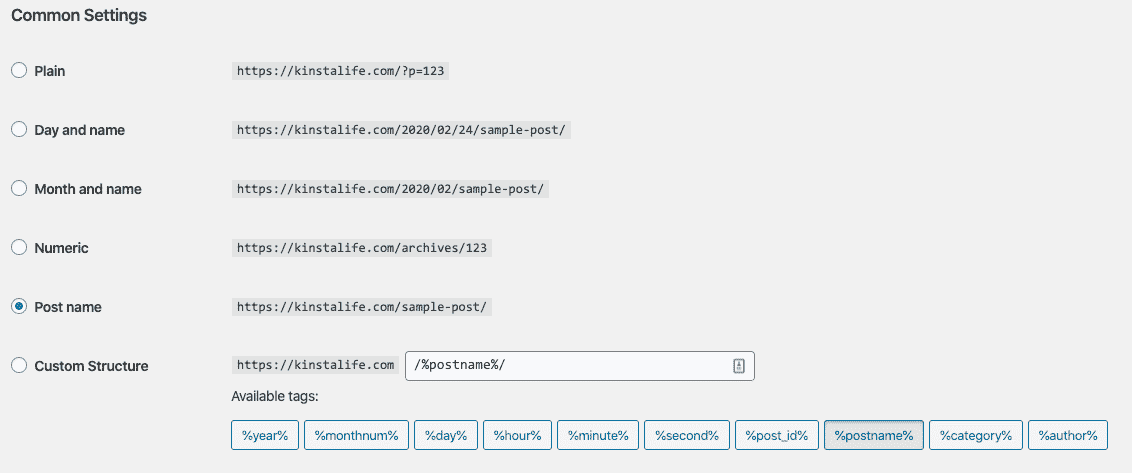 Common Settings
Plain https://kinstalife.com/?p=123
Day and name https://kinstalife.com/2020/02/24/sample-post/
Month and name https://kinstalife.com/2020/02/sample-post/
Numeric https://kinstalife.com/archives/123
Post name https://kinstalife.com/sample-post/
Custom Structure https://kinstalife.com /%postname%/
Available tags:
%year% %monthnum% %day% %hour% %minute% %second% %post_id% %postname% %category% %author%